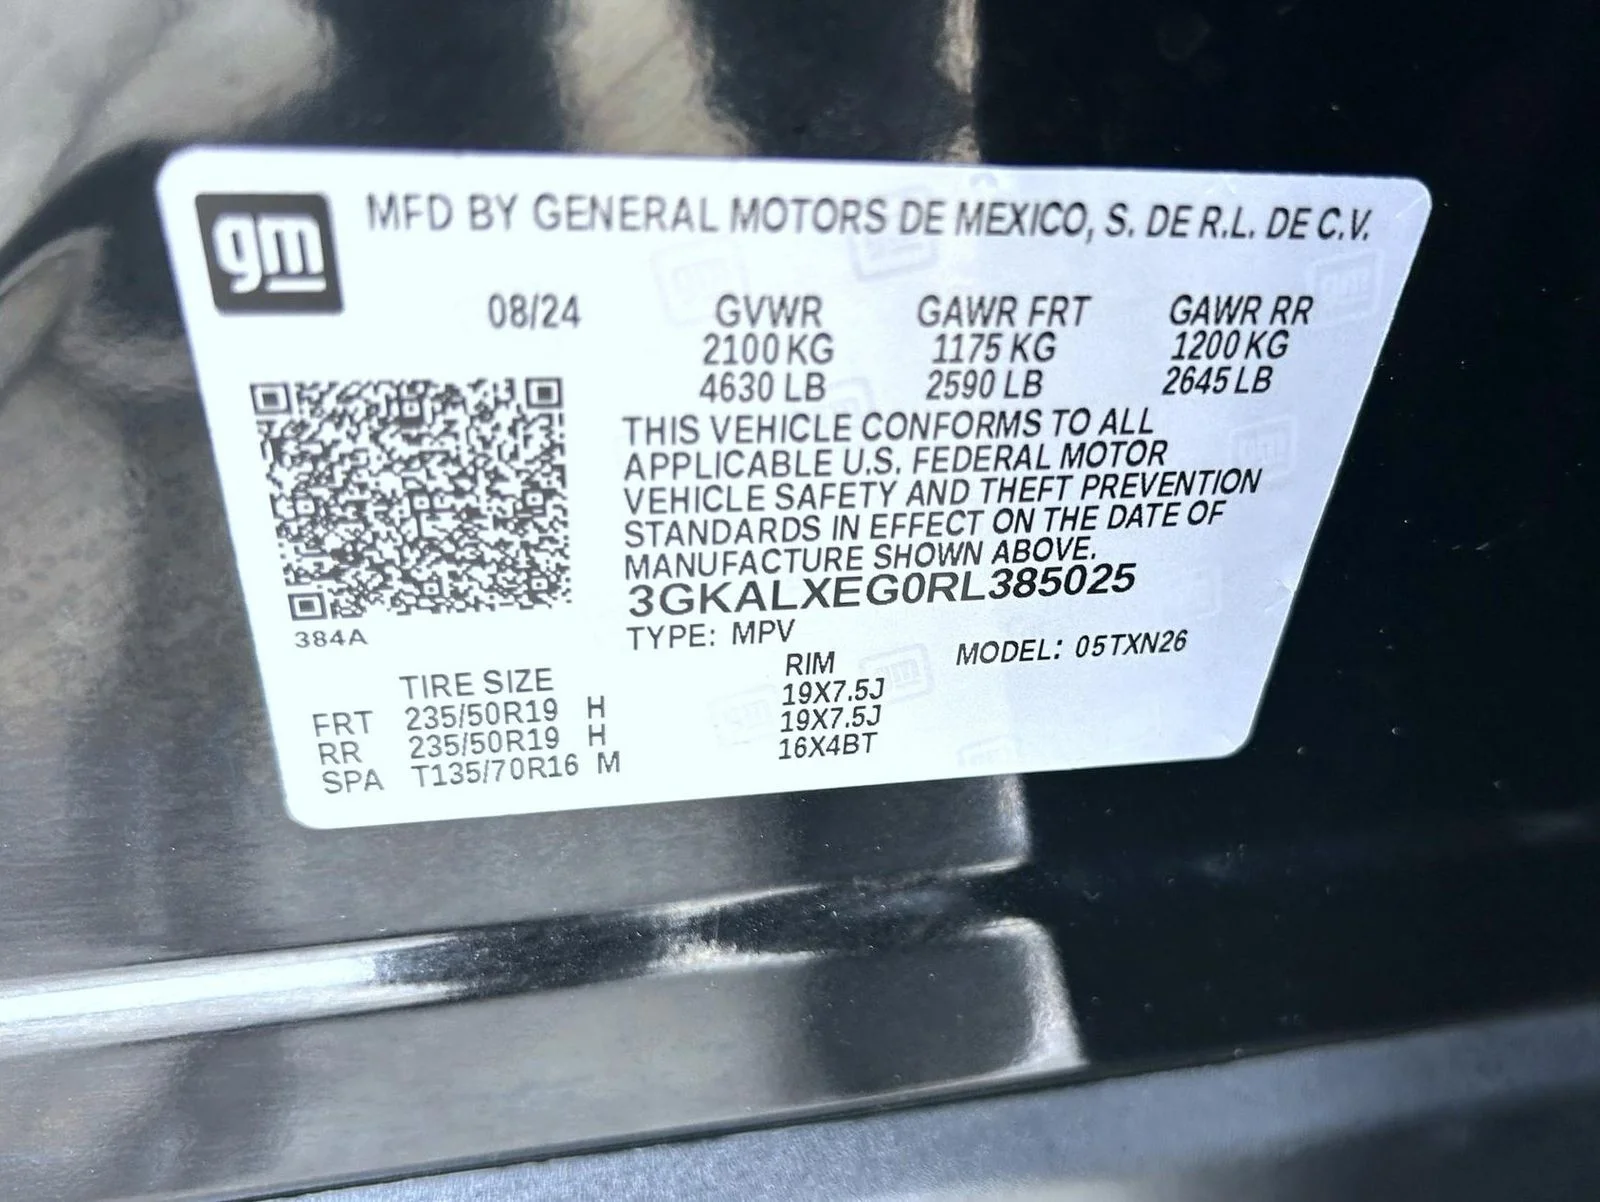 gm
MFD BY GENERAL MOTORS DE MEXICO, S. DE R.L. DE C.V.
08/24 GVWR GAWR FRT GAWR RR
2100 KG 1175 KG 1200 KG
4630 LB 2590 LB 2645 LB
THIS VEHICLE CONFORMS TO ALL
APPLICABLE U.S. FEDERAL MOTOR
VEHICLE SAFETY AND THEFT PREVENTION
STANDARDS IN EFFECT ON THE DATE OF
MANUFACTURE SHOWN ABOVE.
3GKALXEG0RL385025
384A
TYPE: MPV MODEL: 05TXN26
TIRE SIZE RIM
FRT 235/50R19 H 19X7.5J
RR 235/50R19 H 19X7.5J
SPA T135/70R16 M 16X4BT